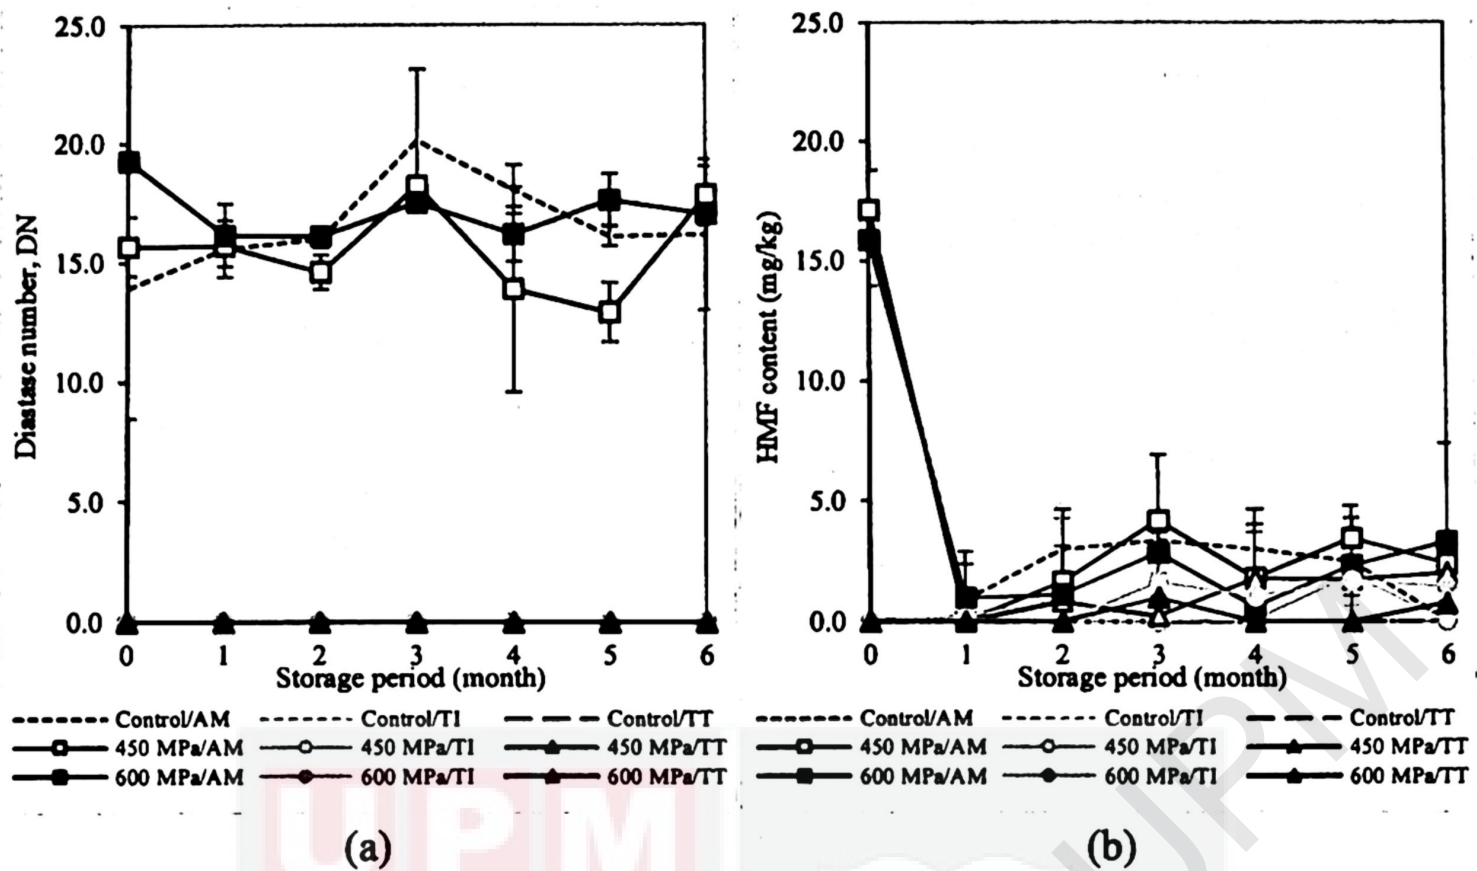 25.0
20.0
15.0
10.0
5.0
0.0
Diastase number, DN
0 1 2 3 4 5 6
Storage period (month)
Control/AM Control/TI Control/TT
450 MPa/AM 450 MPa/TI 450 MPa/TT
600 MPa/AM 600 MPa/TI 600 MPa/TT
(a)
25.0
20.0
15.0
10.0
5.0
0.0
HMF content (mg/kg)
0 1 2 3 4 5 6
Storage period (month)
Control/AM Control/TI Control/TT
450 MPa/AM 450 MPa/TI 450 MPa/TT
600 MPa/AM 600 MPa/TI 600 MPa/TT
(b)
UPM
UPM